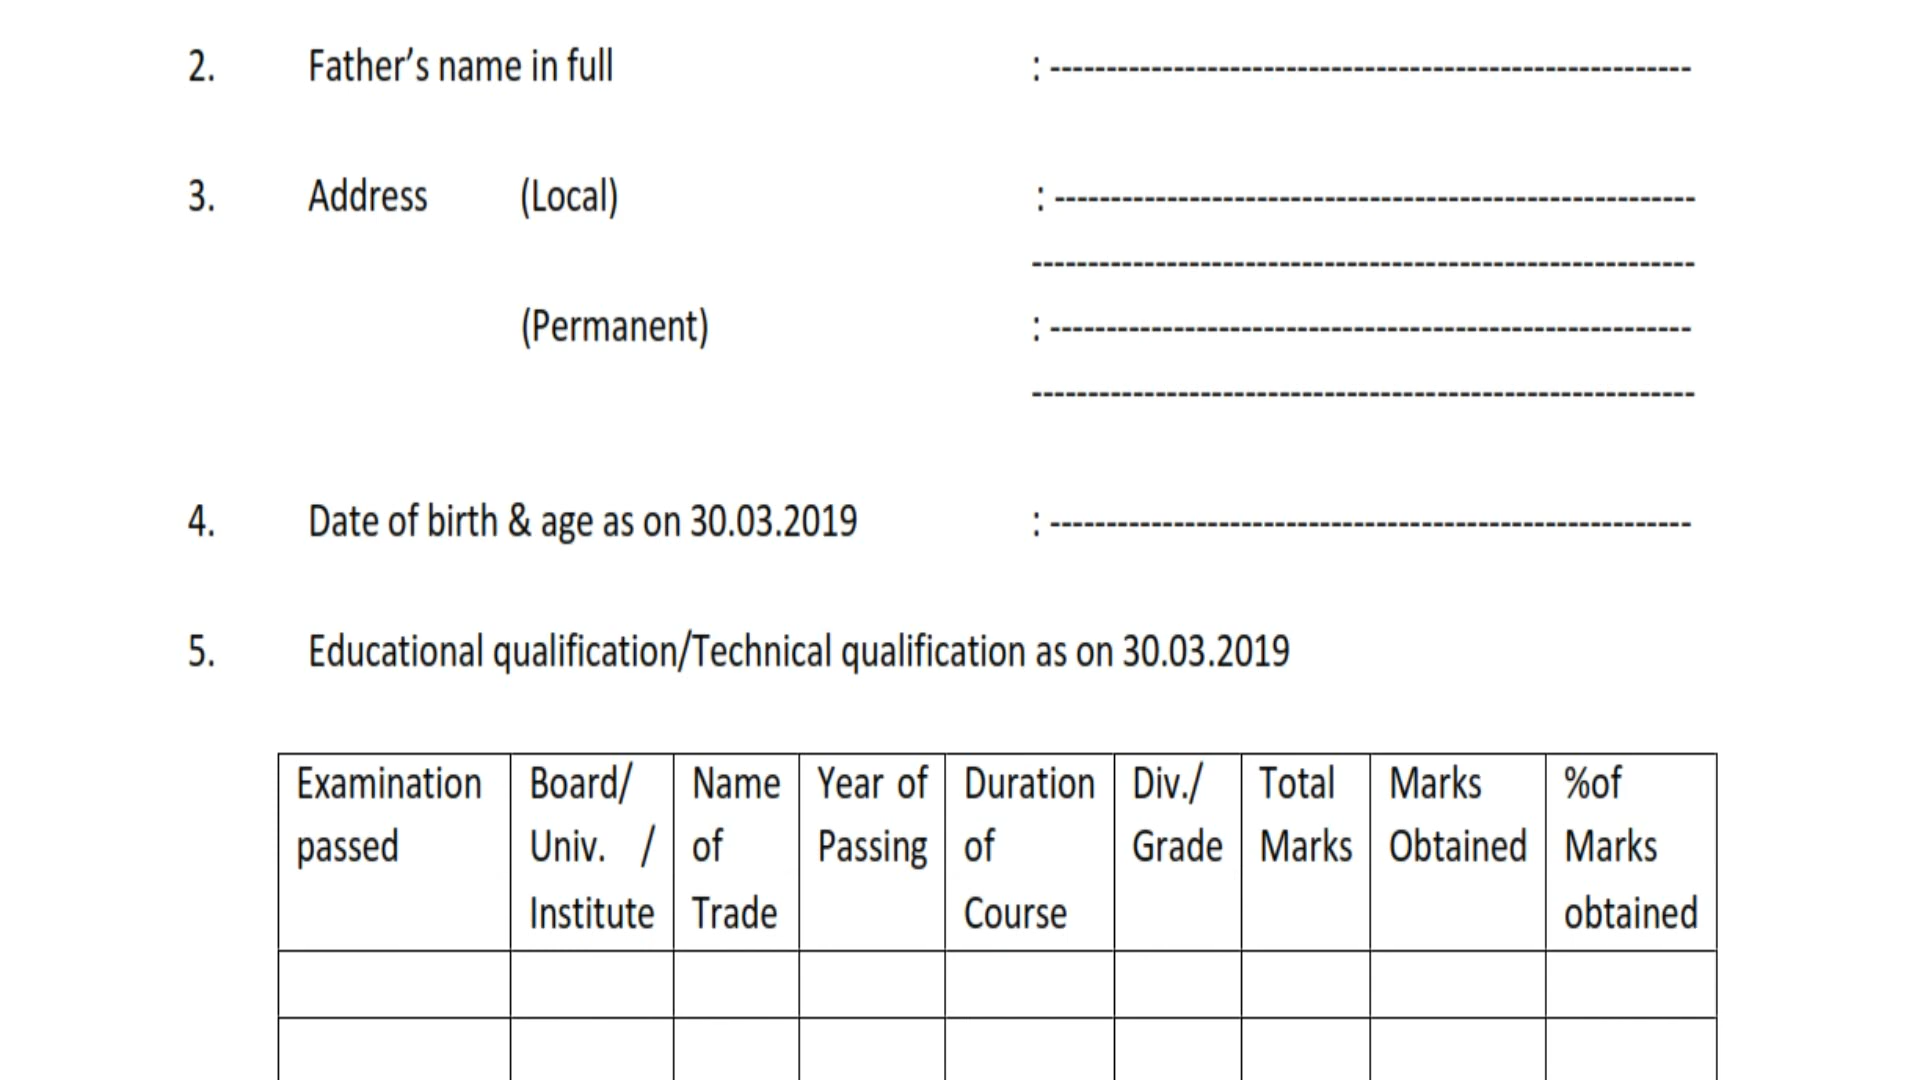 2. Father’s name in full : ---------------------------------------------------------
3. Address (Local) : ---------------------------------------------------------
-----------------------------------------------------------
(Permanent) : ---------------------------------------------------------
-----------------------------------------------------------
4. Date of birth & age as on 30.03.2019 : ---------------------------------------------------------
5. Educational qualification/Technical qualification as on 30.03.2019
Examination Board/ Name Year of Duration Div./ Total Marks %of
passed Univ. / of Passing of Grade Marks Obtained Marks
Institute Trade Course obtained